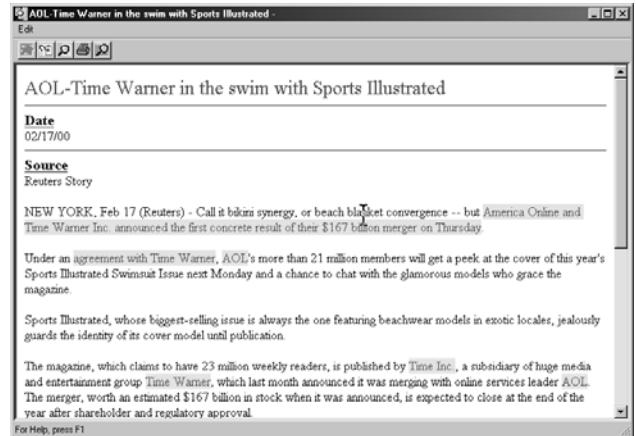 AOL-Time Warner in the swim with Sports Illustrated -
Edit
AOL-Time Warner in the swim with Sports Illustrated
Date
02/17/00
Source
Reuters Story
NEW YORK, Feb 17 (Reuters) - Call it bikini synergy, or beach blanket convergence -- but America Online and
Time Warner Inc. announced the first concrete result of their $167 billion merger on Thursday.
Under an agreement with Time Warner, AOL's more than 21 million members will get a peek at the cover of this year's
Sports Illustrated Swimsuit Issue next Monday and a chance to chat with the glamorous models who grace the
magazine.
Sports Illustrated, whose biggest-selling issue is always the one featuring beachwear models in exotic locales, jealously
guards the identity of its cover model until publication.
The magazine, which claims to have 23 million weekly readers, is published by Time Inc., a subsidiary of huge media
and entertainment group Time Warner, which last month announced it was merging with online services leader AOL.
The merger, worth an estimated $167 billion in stock when it was announced, is expected to close at the end of the
year after shareholder and regulatory approval.
For Help, press F1